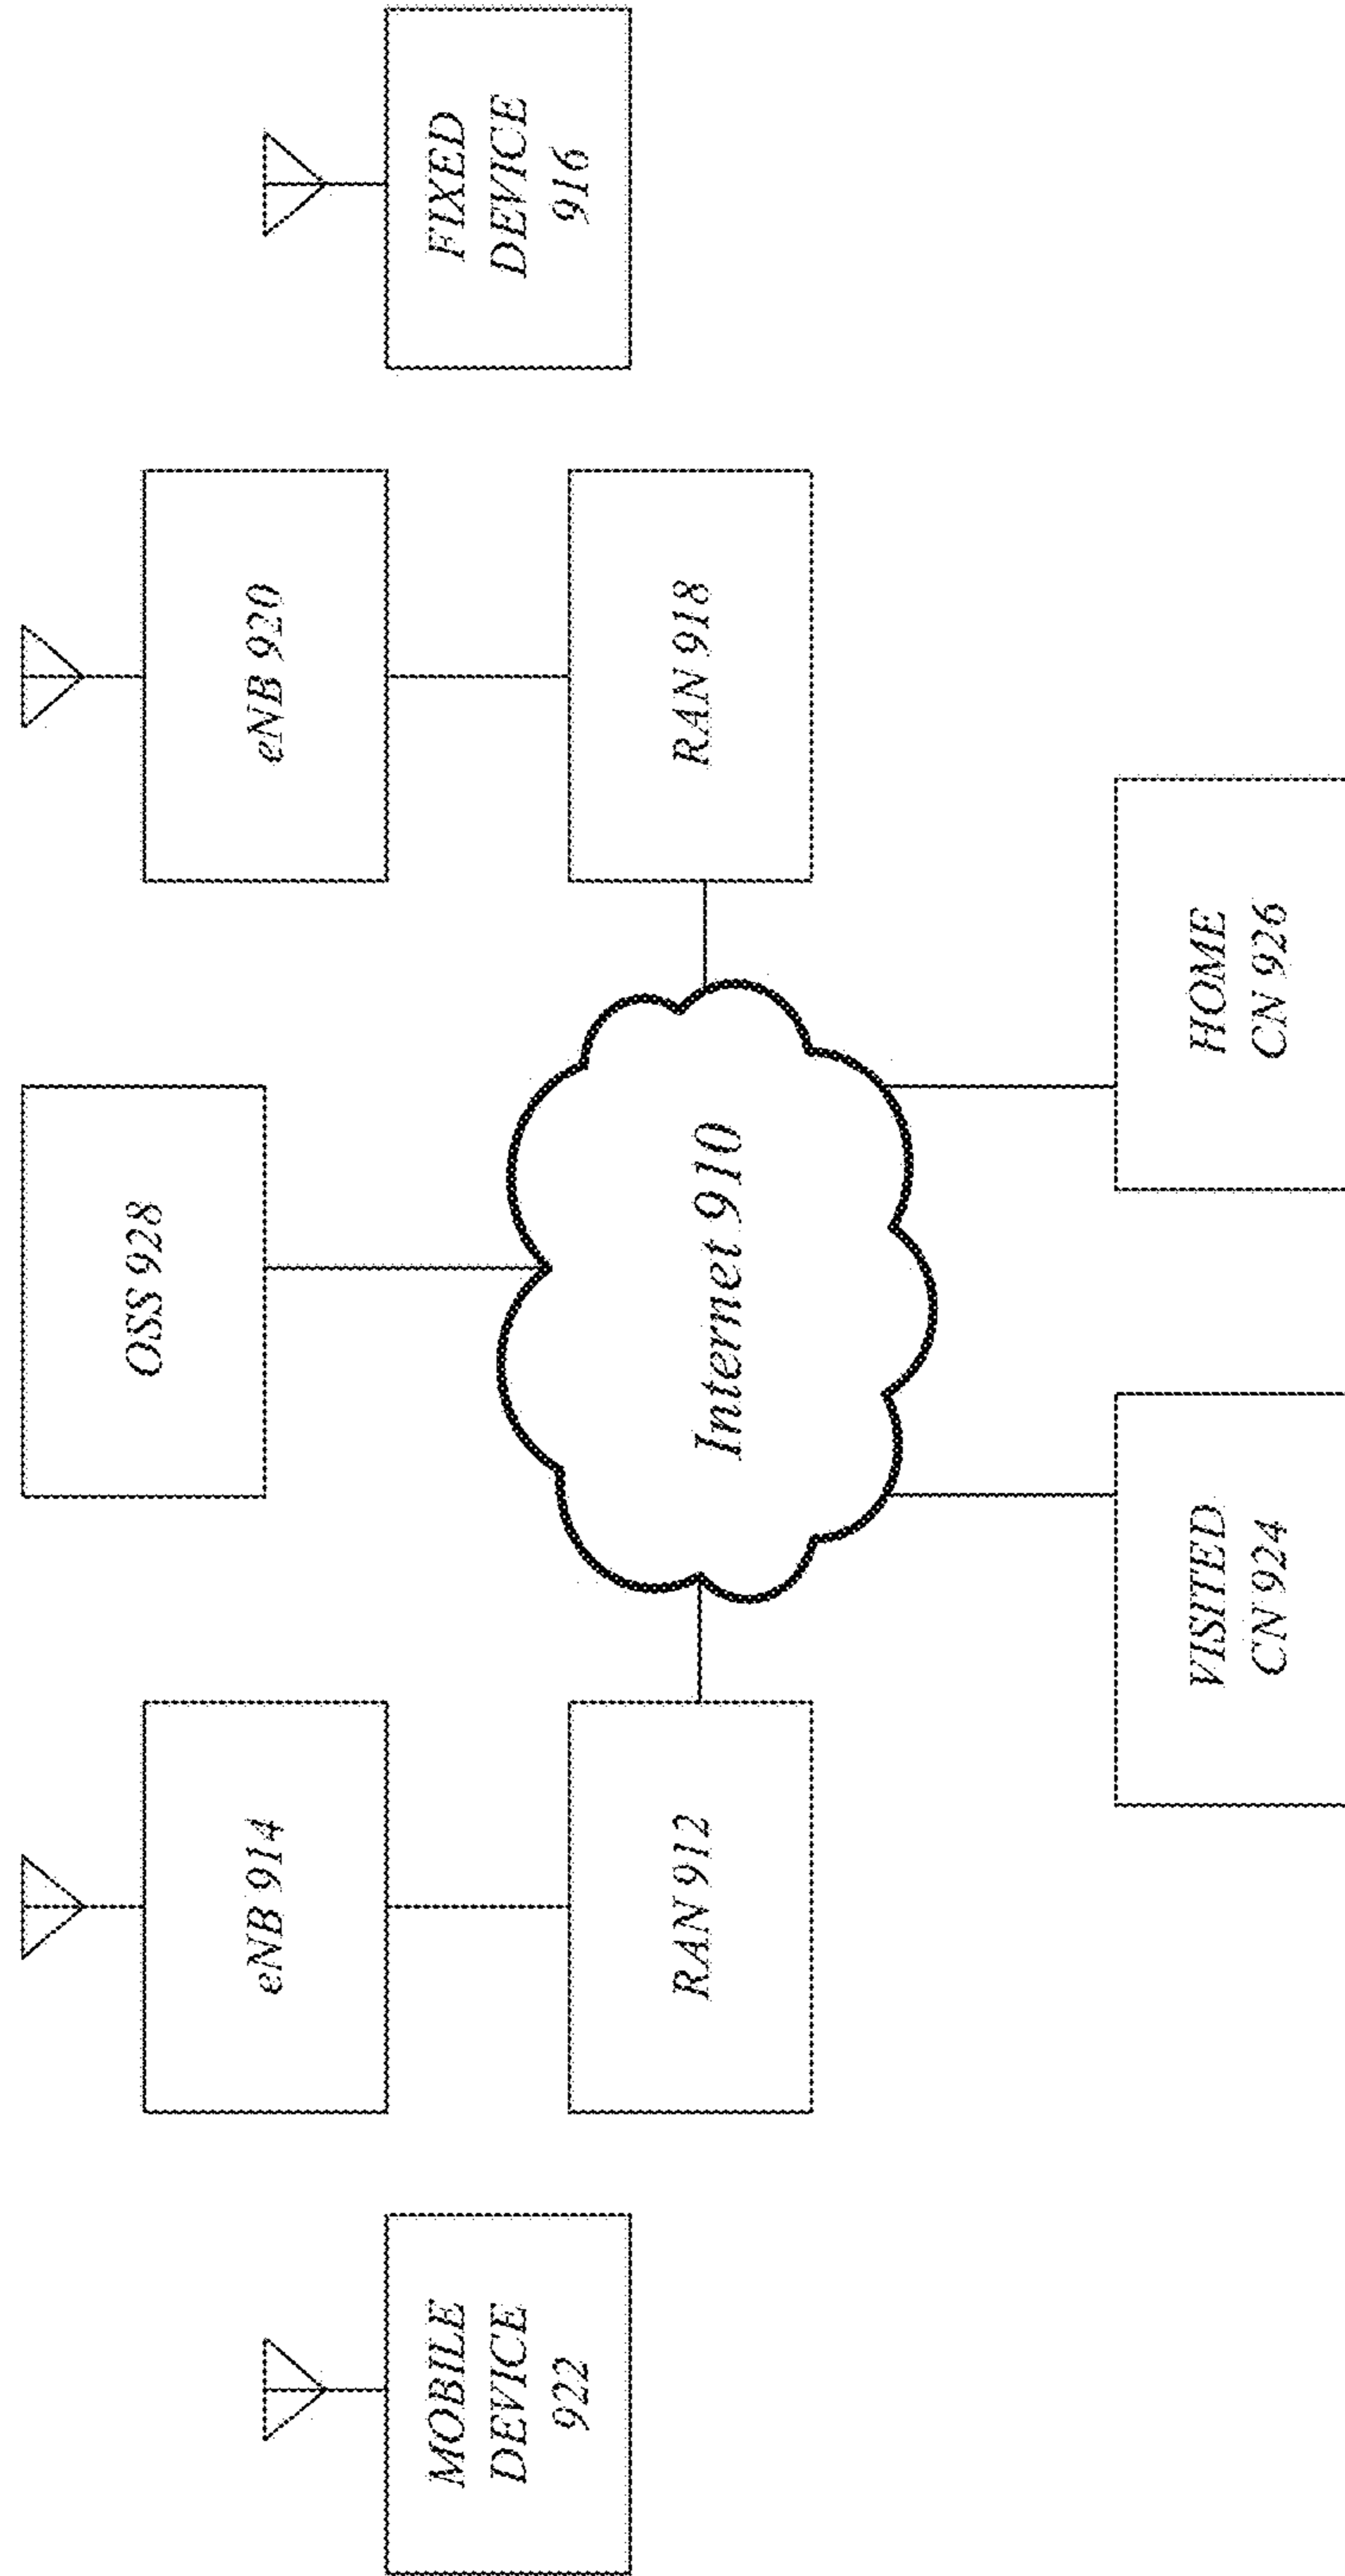 OSS 928
eNB 914
eNB 920
MOBILE
DEVICE
922
FIXED
DEVICE
916
RAN 912
Internet 910
RAN 918
VISITED
CN 924
HOME
CN 926